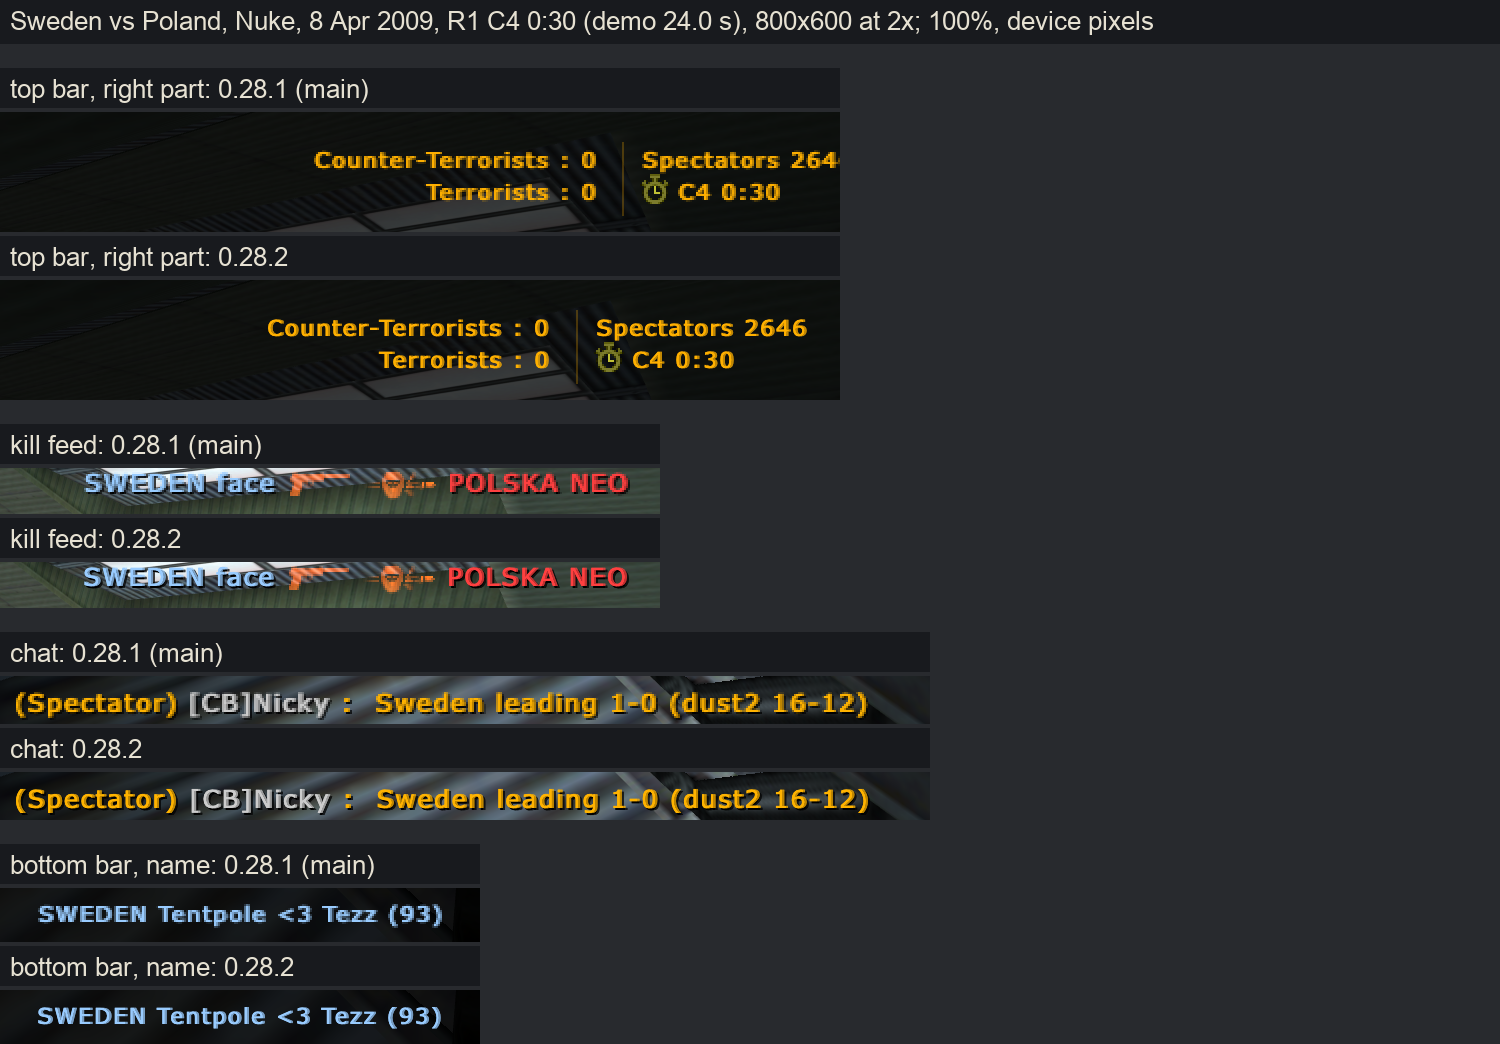 Sweden vs Poland, Nuke, 8 Apr 2009, R1 C4 0:30 (demo 24.0 s), 800x600 at 2x; 100%, device pixels
top bar, right part: 0.28.1 (main)
Counter-Terrorists : 0 Spectators 264
Terrorists : 0 C4 0:30
top bar, right part: 0.28.2
Counter-Terrorists : 0 Spectators 2646
Terrorists : 0 C4 0:30
kill feed: 0.28.1 (main)
SWEDEN face POLSKA NEO
kill feed: 0.28.2
SWEDEN face POLSKA NEO
chat: 0.28.1 (main)
(Spectator) [CB]Nicky : Sweden leading 1-0 (dust2 16-12)
chat: 0.28.2
(Spectator) [CB]Nicky : Sweden leading 1-0 (dust2 16-12)
bottom bar, name: 0.28.1 (main)
SWEDEN Tentpole <3 Tezz (93)
bottom bar, name: 0.28.2
SWEDEN Tentpole <3 Tezz (93)